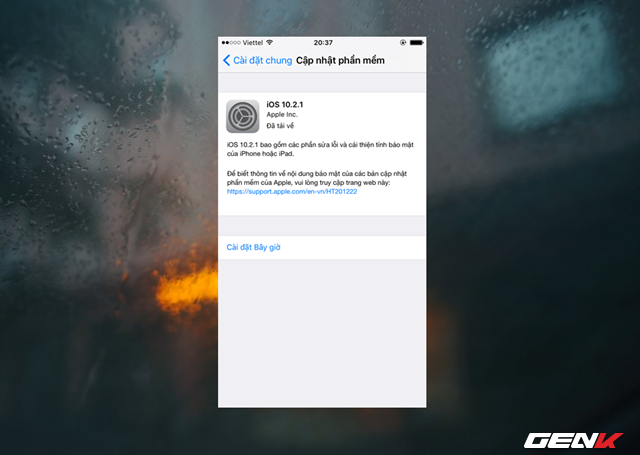 Viettel 20:37
Cài đặt chung Cập nhật phần mềm
iOS 10.2.1
Apple Inc.
Đã tải về
iOS 10.2.1 bao gồm các phần sửa lỗi và cải thiện tính bảo mật
của iPhone hoặc iPad.
Để biết thông tin về nội dung bảo mật của các bản cập nhật
phần mềm của Apple, vui lòng truy cập trang web này:
https://support.apple.com/en-vn/HT201222
Cài đặt Bây giờ
GENK